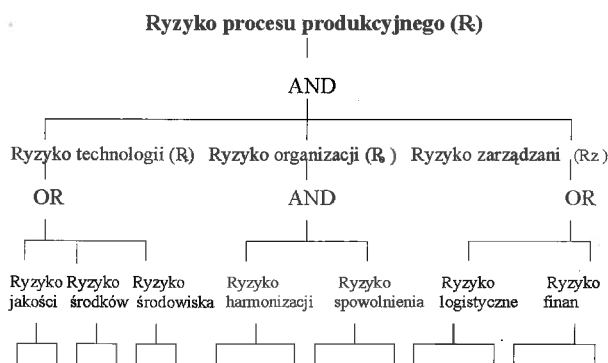 Ryzyko procesu produkcyjnego (R)
AND
Ryzyko technologii (R) Ryzyko organizacji (R) Ryzyko zarządzani (Rz)
OR AND OR
Ryzyko Ryzyko Ryzyko Ryzyko Ryzyko Ryzyko Ryzyko
jakości środków środowiska harmonizacji spowolnienia logistyczne finan